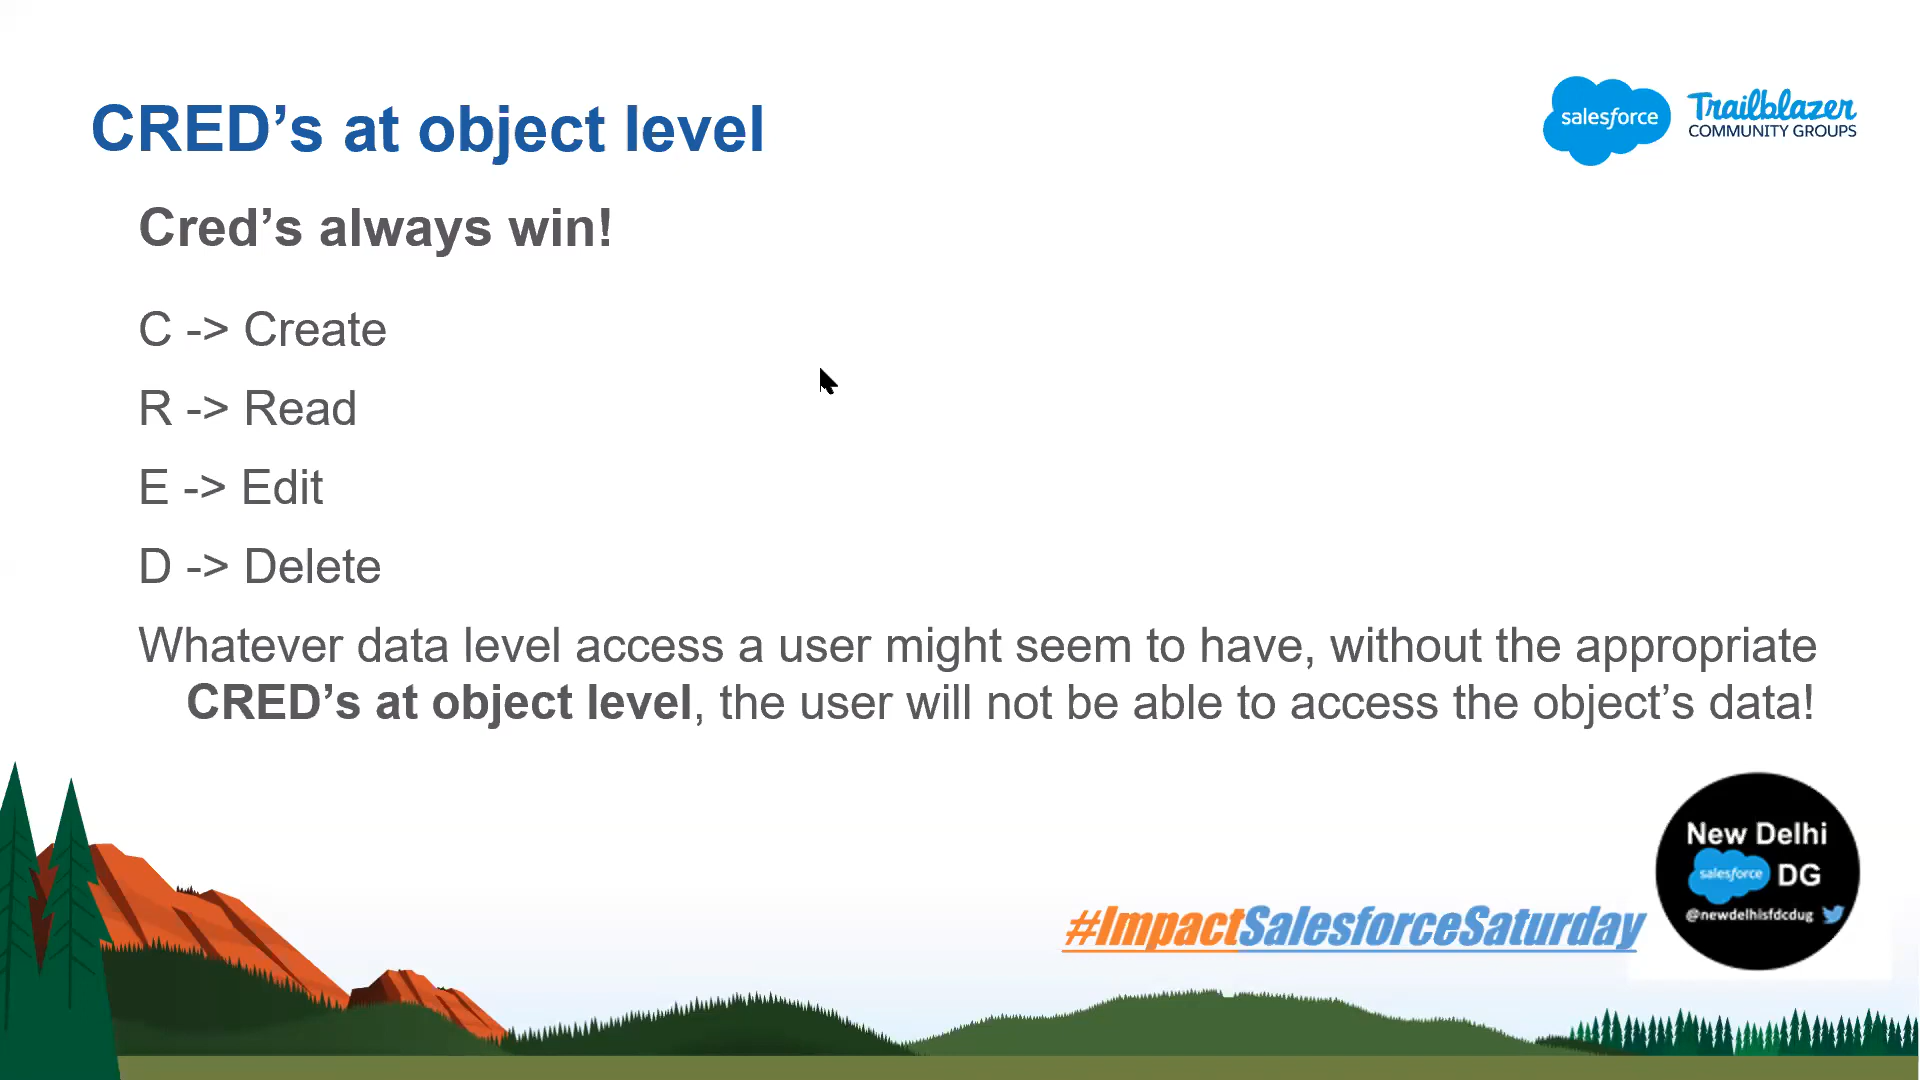 CRED’s at object level
salesforce
Trailblazer
COMMUNITY GROUPS
Cred’s always win!
C -> Create
R -> Read
E -> Edit
D -> Delete
Whatever data level access a user might seem to have, without the appropriate
CRED’s at object level, the user will not be able to access the object’s data!
New Delhi
salesforce DG
@newdelhisfdcdug
#ImpactSalesforceSaturday